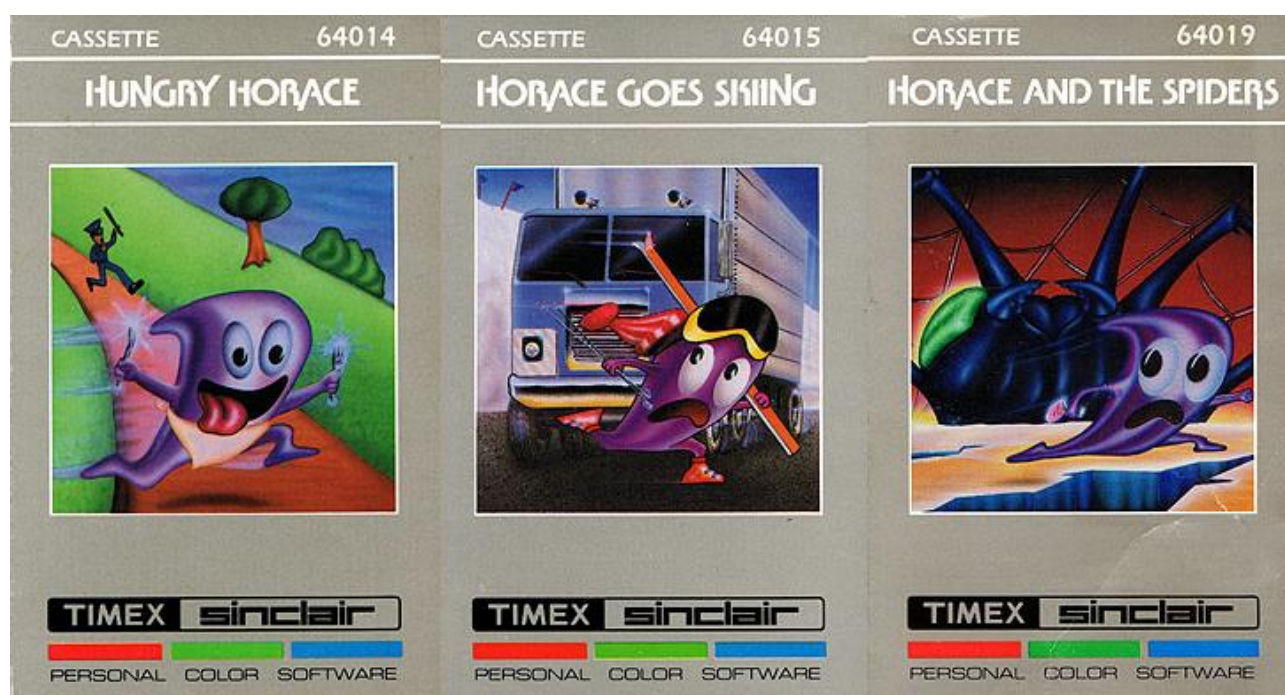 CASSETTE 64014
HUNGRY HORACE
TIMEX sinclair
PERSONAL COLOR SOFTWARE
CASSETTE 64015
HORACE GOES SKIING
TIMEX sinclair
PERSONAL COLOR SOFTWARE
CASSETTE 64019
HORACE AND THE SPIDERS
TIMEX sinclair
PERSONAL COLOR SOFTWARE